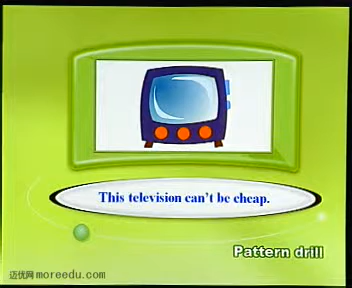 This television can't be cheap.
Pattern drill
迈优网 moreedu.com